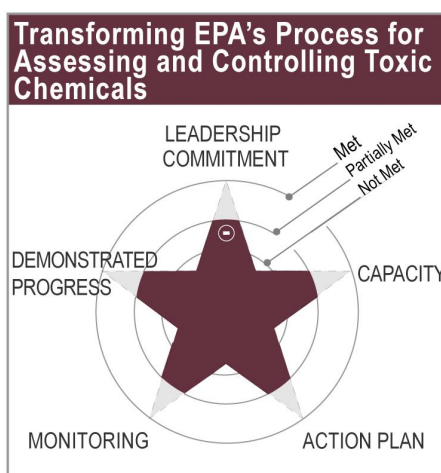 Transforming EPA's Process for
Assessing and Controlling Toxic
Chemicals
LEADERSHIP
COMMITMENT
Met
Partially Met
Not Met
DEMONSTRATED
PROGRESS
CAPACITY
MONITORING
ACTION PLAN